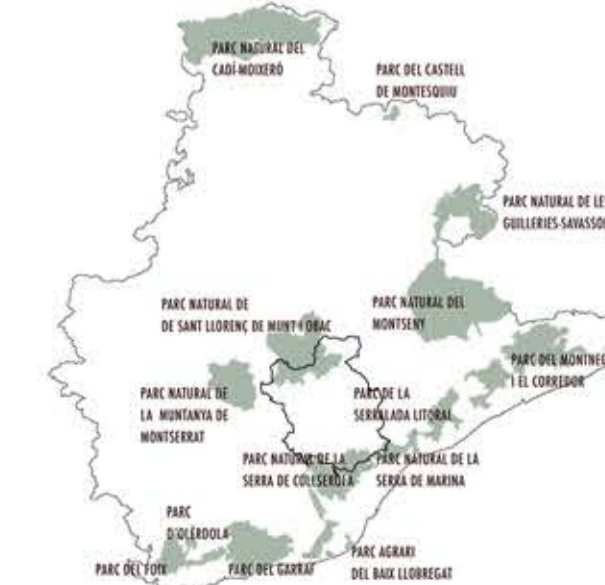 PARC NATURAL DEL
CADÍ-MOIXERÓ
PARC DEL CASTELL
DE MONTESQUIU
PARC NATURAL DE
GUILLERIES-SAVASSO
PARC NATURAL DE
DE SANT LLORENÇ DE MUNT I OBAC
PARC NATURAL DEL
MONTSENY
PARC DEL MONTNEG
I EL CORREDOR
PARC NATURAL DE
LA MUNTANYA DE
MONTSERRAT
PARC DE LA
SERRALADA LITORAL
PARC NATURAL DE LA
SERRA DE COLLSEROLA
PARC NATURAL DE LA
SERRA DE MARINA
PARC
D'OLÈRDOLA
PARC DEL FOIX
PARC DEL GARRAF
PARC AGRARI
DEL BAIX LLOBREGAT